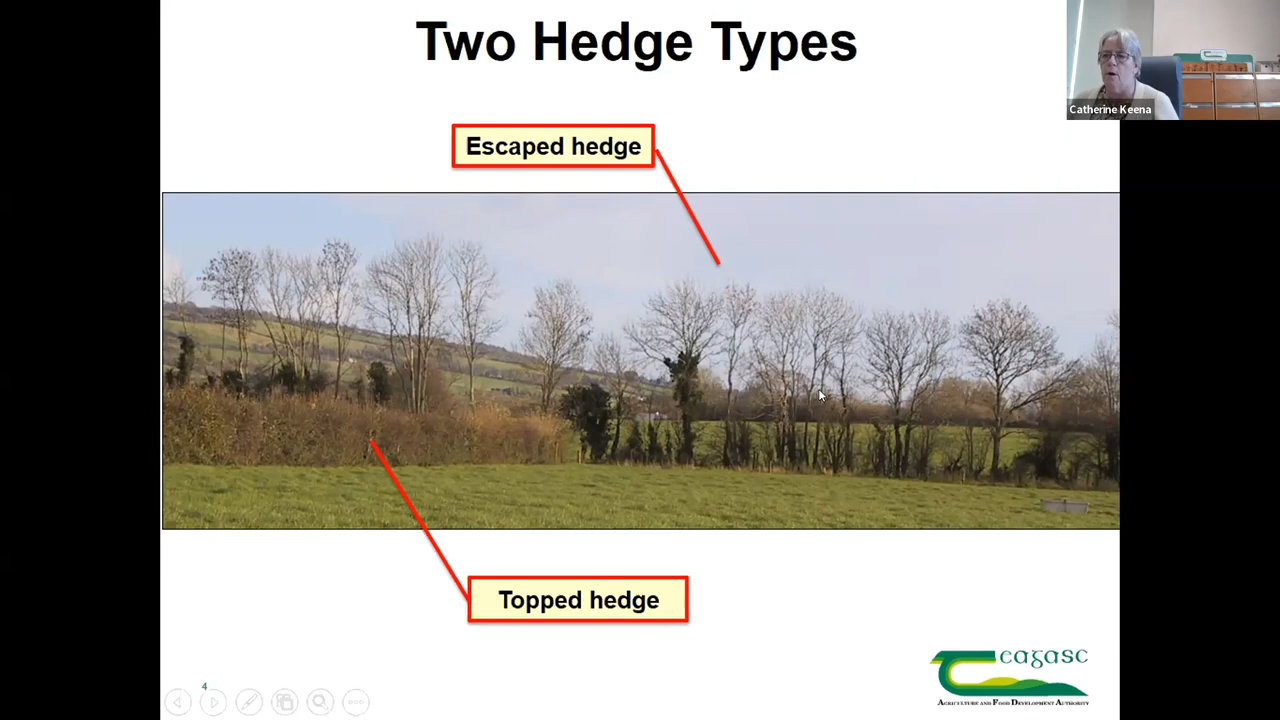 Two Hedge Types
Catherine Keena
Escaped hedge
Topped hedge
teagasc
AGRICULTURE AND FOOD DEVELOPMENT AUTHORITY
4